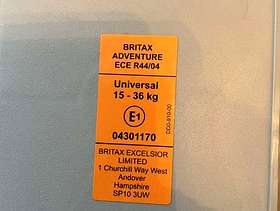 BRITAX
ADVENTURE
ECE R44/04
Universal
15 - 36 kg
E1
04301170
BRITAX EXCELSIOR
LIMITED
1 Churchill Way West
Andover
Hampshire
SP10 3UW